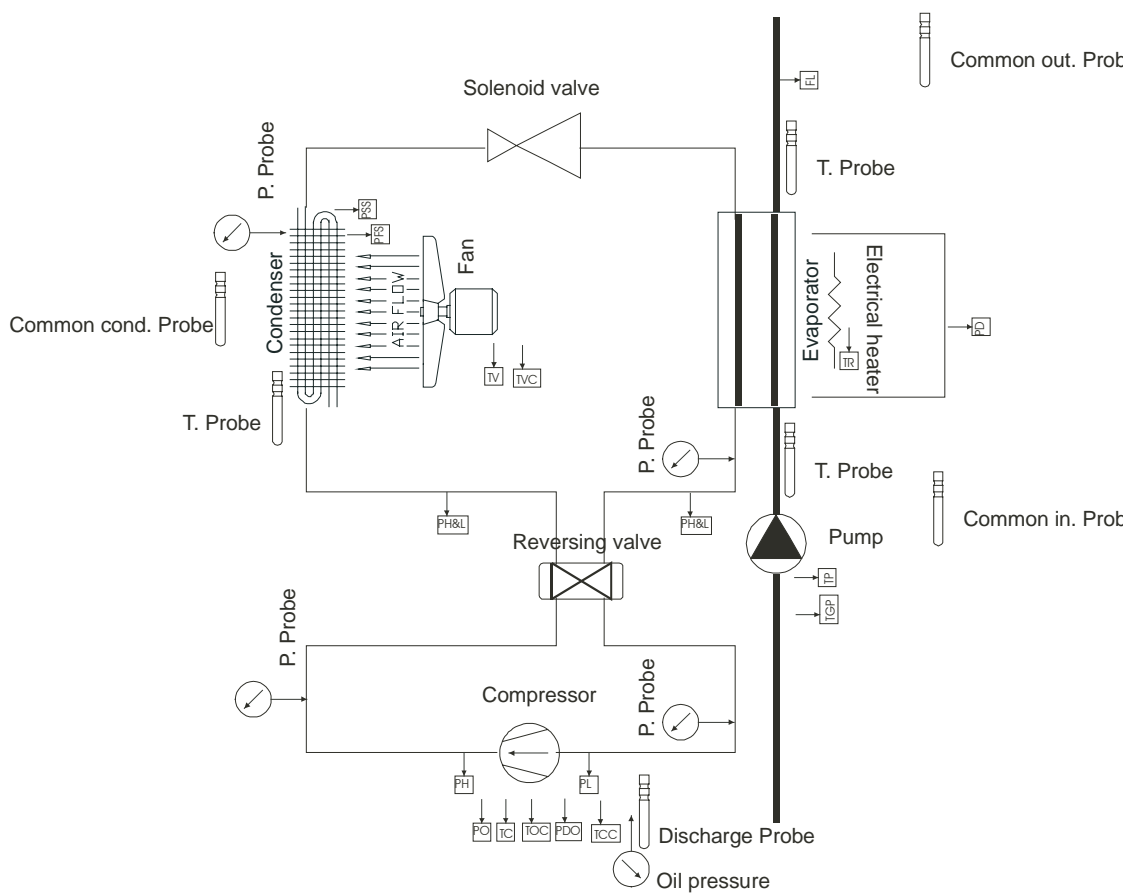 Common out. Prob
FL
Solenoid valve
P. Probe
T. Probe
PSS
PFS
Condenser
AIR FLOW
Fan
Evaporator
Electrical heater
Common cond. Probe
PD
TR
TV
TVC
T. Probe
P. Probe
T. Probe
Common in. Prob
PH&L
PH&L
Reversing valve
Pump
TP
TGP
P. Probe
P. Probe
Compressor
PH
PL
PO
TC
TOC
PDO
TCC
Discharge Probe
Oil pressure